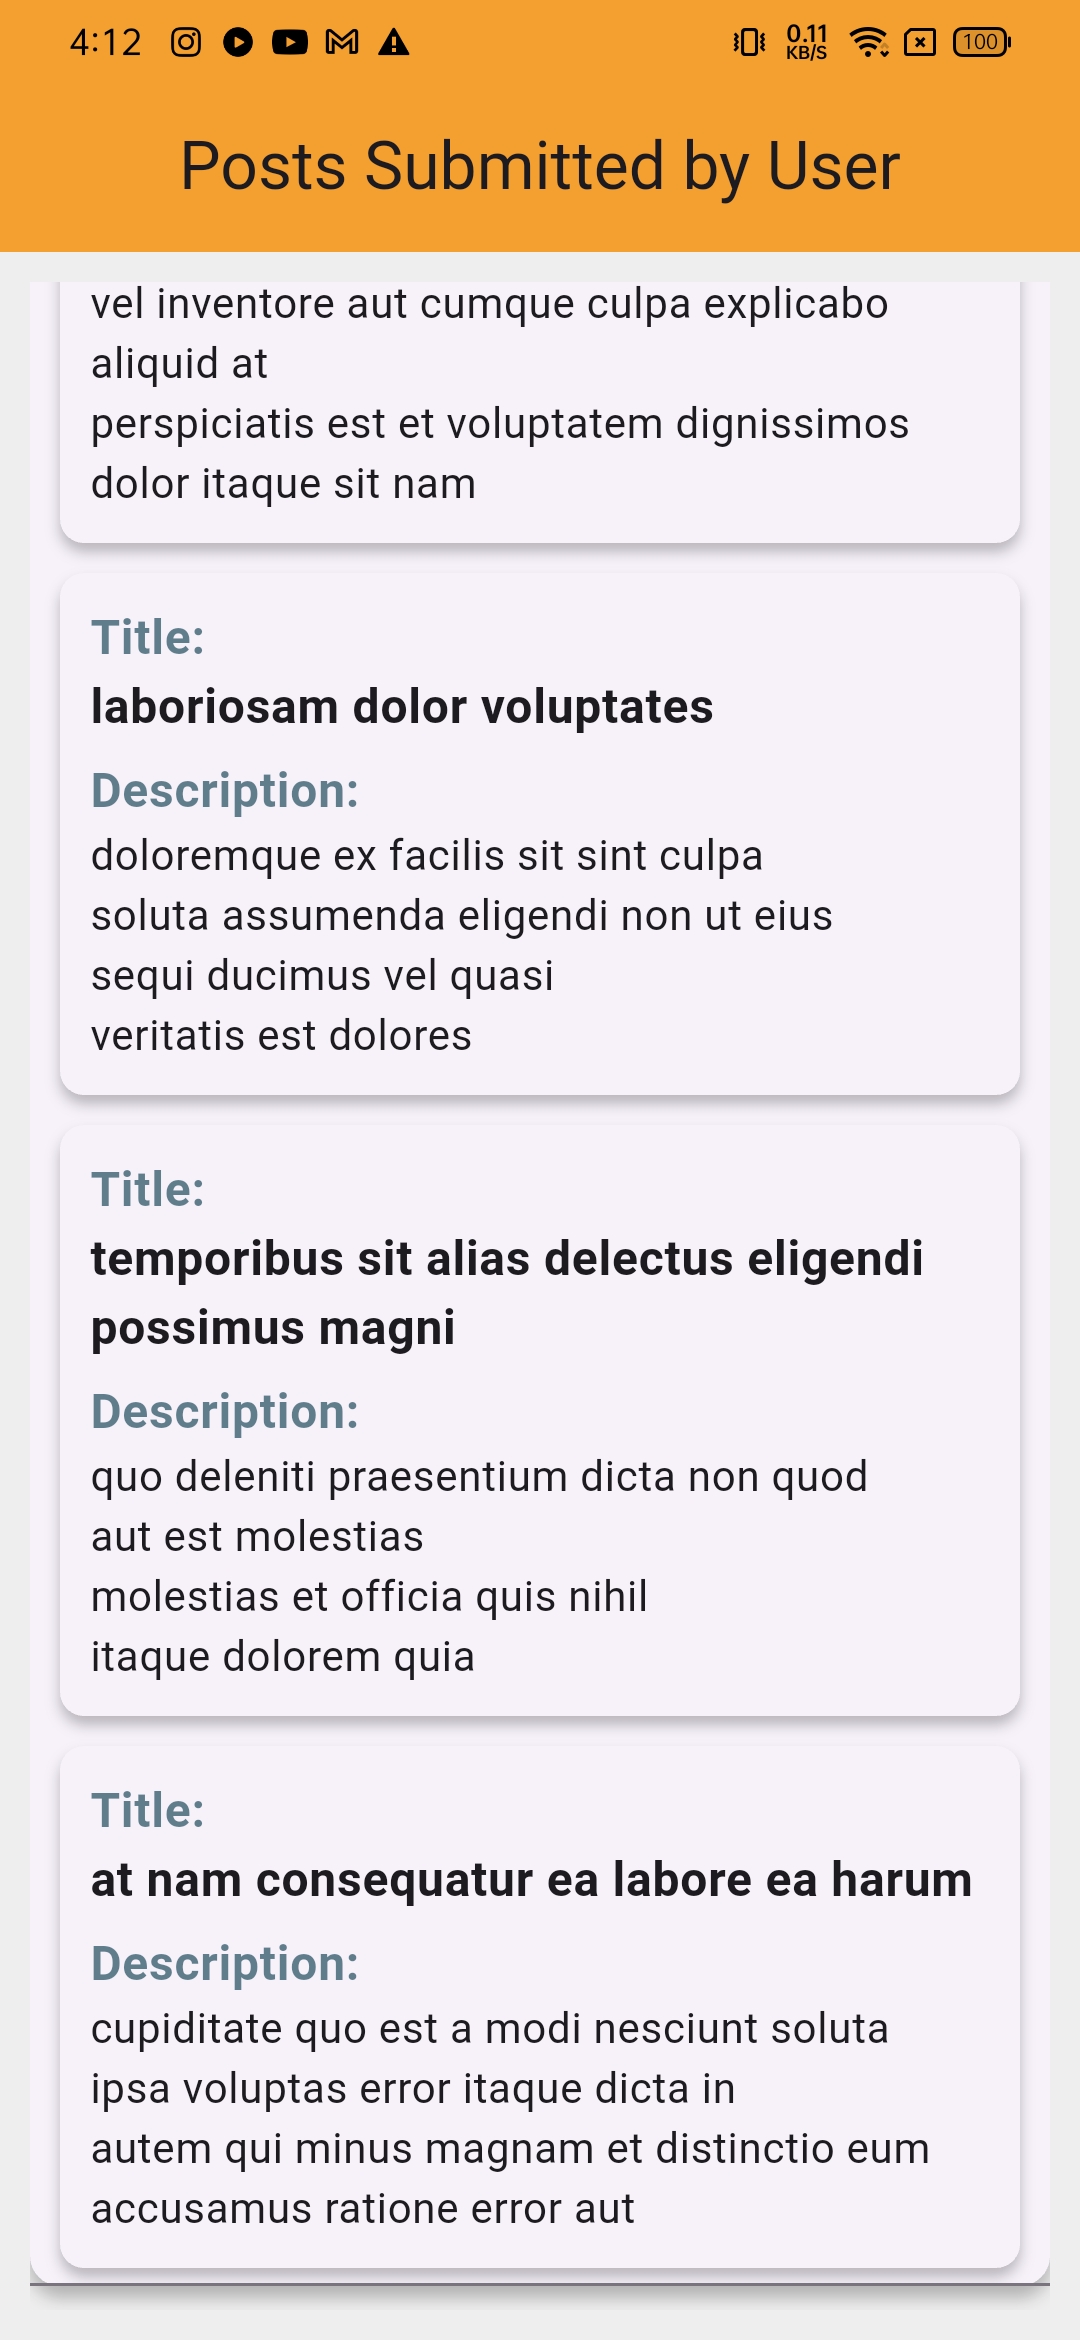 4:12
0.11
KB/S
100
Posts Submitted by User
vel inventore aut cumque culpa explicabo
aliquid at
perspiciatis est et voluptatem dignissimos
dolor itaque sit nam
Title:
laboriosam dolor voluptates
Description:
doloremque ex facilis sit sint culpa
soluta assumenda eligendi non ut eius
sequi ducimus vel quasi
veritatis est dolores
Title:
temporibus sit alias delectus eligendi
possimus magni
Description:
quo deleniti praesentium dicta non quod
aut est molestias
molestias et officia quis nihil
itaque dolorem quia
Title:
at nam consequatur ea labore ea harum
Description:
cupiditate quo est a modi nesciunt soluta
ipsa voluptas error itaque dicta in
autem qui minus magnam et distinctio eum
accusamus ratione error aut